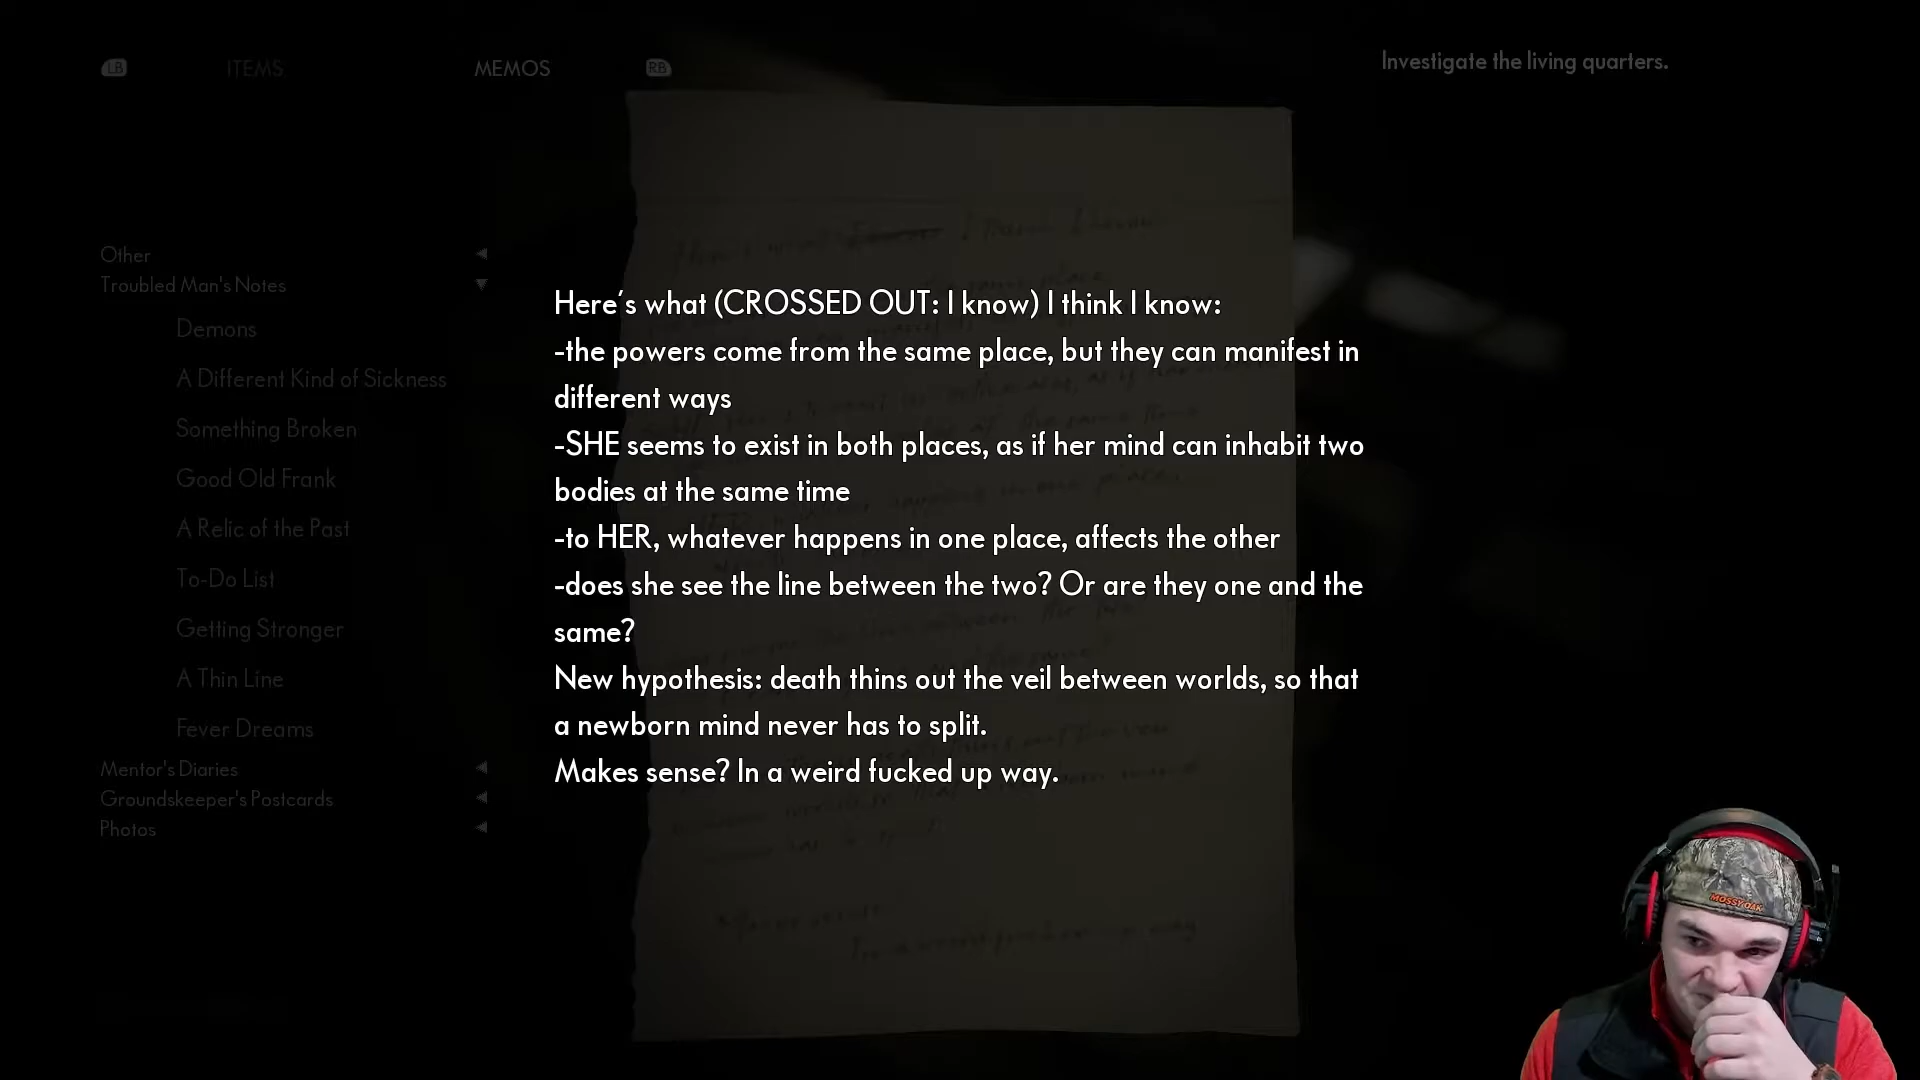 LB
ITEMS
MEMOS
RB
Investigate the living quarters.
Other
Troubled Man's Notes
Demons
A Different Kind of Sickness
Something Broken
Good Old Frank
A Relic of the Past
To-Do List
Getting Stronger
A Thin Line
Fever Dreams
Mentor's Diaries
Groundskeeper's Postcards
Photos
Here's what (CROSSED OUT: I know) I think I know:
-the powers come from the same place, but they can manifest in
different ways
-SHE seems to exist in both places, as if her mind can inhabit two
bodies at the same time
-to HER, whatever happens in one place, affects the other
-does she see the line between the two? Or are they one and the
same?
New hypothesis: death thins out the veil between worlds, so that
a newborn mind never has to split.
Makes sense? In a weird fucked up way.
MOSSY OAK